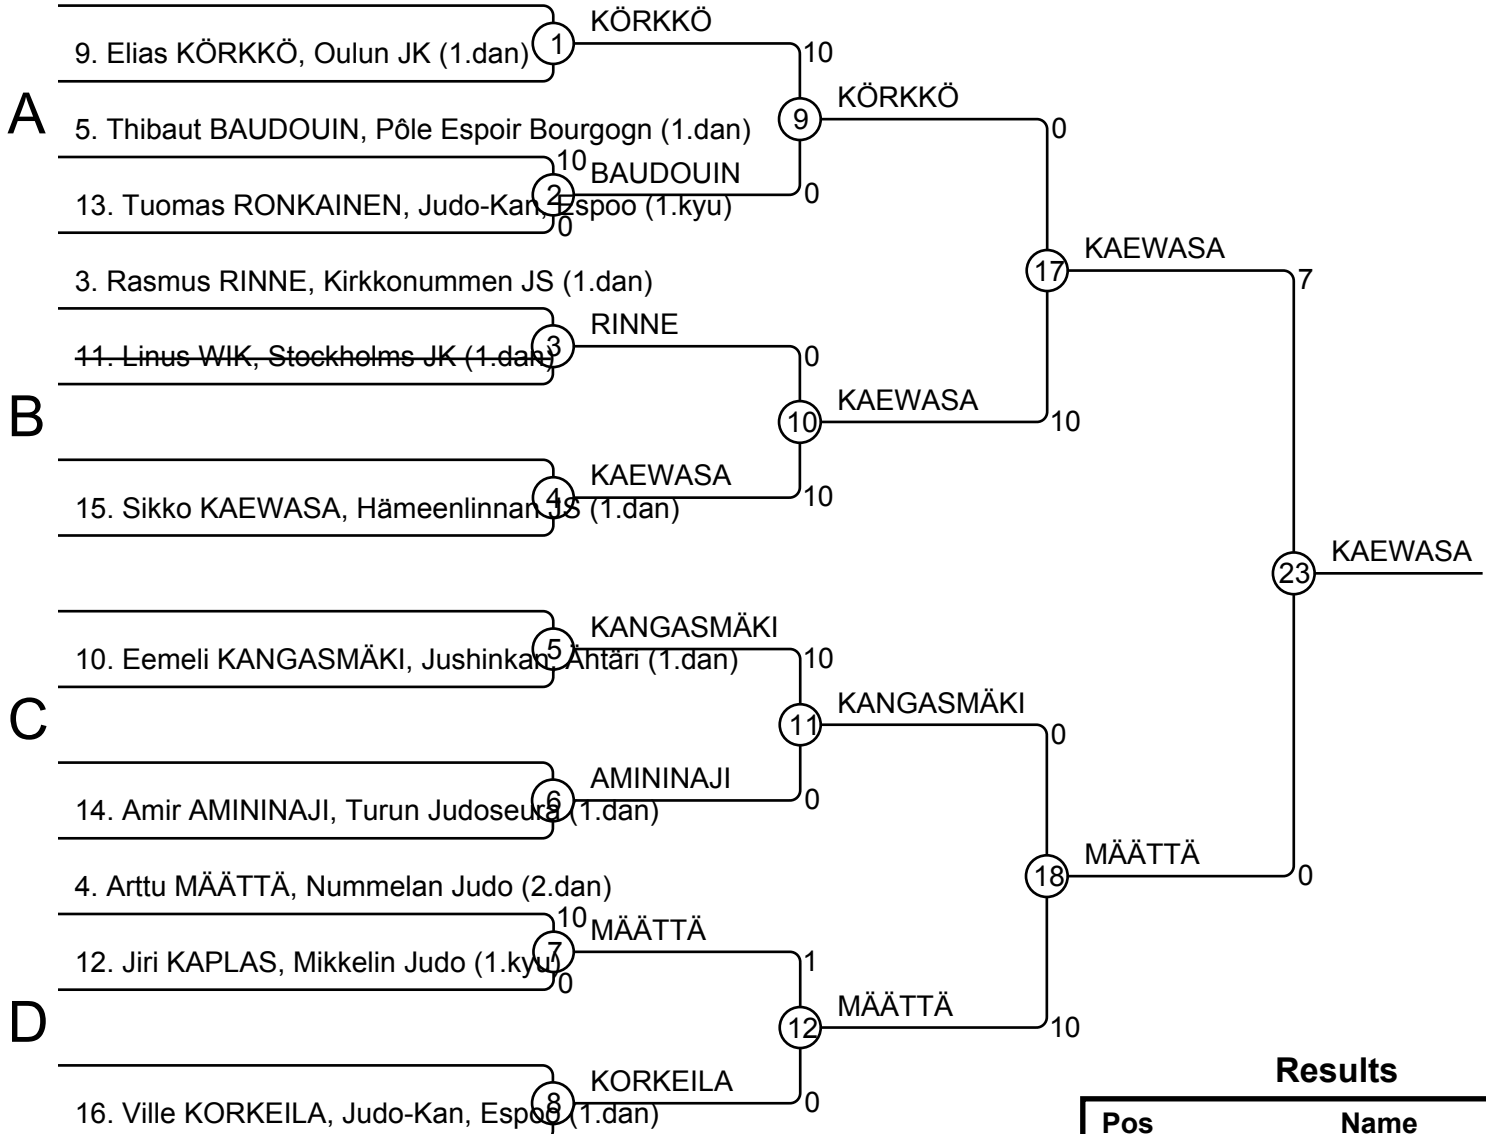 KÖRKKÖ
9. Elias KÖRKKÖ, Oulun JK (1.dan)
1
10
A
5. Thibaut BAUDOUIN, Pôle Espoir Bourgogn (1.dan)
9
KÖRKKÖ
0
10
BAUDOUIN
2
0
13. Tuomas RONKAINEN, Judo-Kan, Espoo (1.kyu)
0
KAEWASA
3. Rasmus RINNE, Kirkkonummen JS (1.dan)
17
7
RINNE
11. Linus WIK, Stockholms JK (1.dan)
3
0
B
KAEWASA
10
10
KAEWASA
15. Sikko KAEWASA, Hämeenlinnan JS (1.dan)
4
10
KAEWASA
23
KANGASMÄKI
10. Eemeli KANGASMÄKI, Jushinkan, Ähtäri (1.dan)
5
10
C
KANGASMÄKI
11
0
AMININAJI
14. Amir AMININAJI, Turun Judoseura (1.dan)
6
0
MÄÄTTÄ
4. Arttu MÄÄTTÄ, Nummelan Judo (2.dan)
18
0
10
MÄÄTTÄ
12. Jiri KAPLAS, Mikkelin Judo (1.kyu)
7
1
0
D
MÄÄTTÄ
12
10
KORKEILA
16. Ville KORKEILA, Judo-Kan, Espoo (1.dan)
8
0
Results
Pos Name